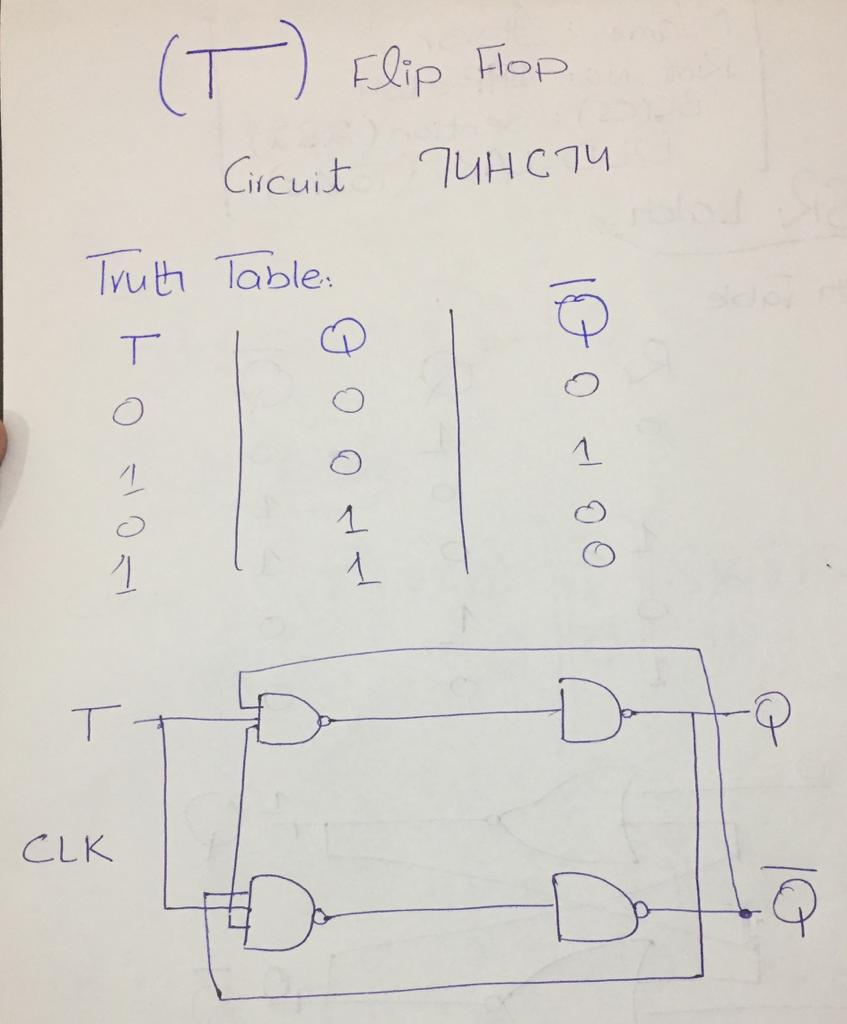 (T) Flip Flop
Circuit 74HC74
Truth Table:
T Q Q̅
0 0 0
1 0 1
0 1 0
1 1 0
T Q
CLK
Q̅